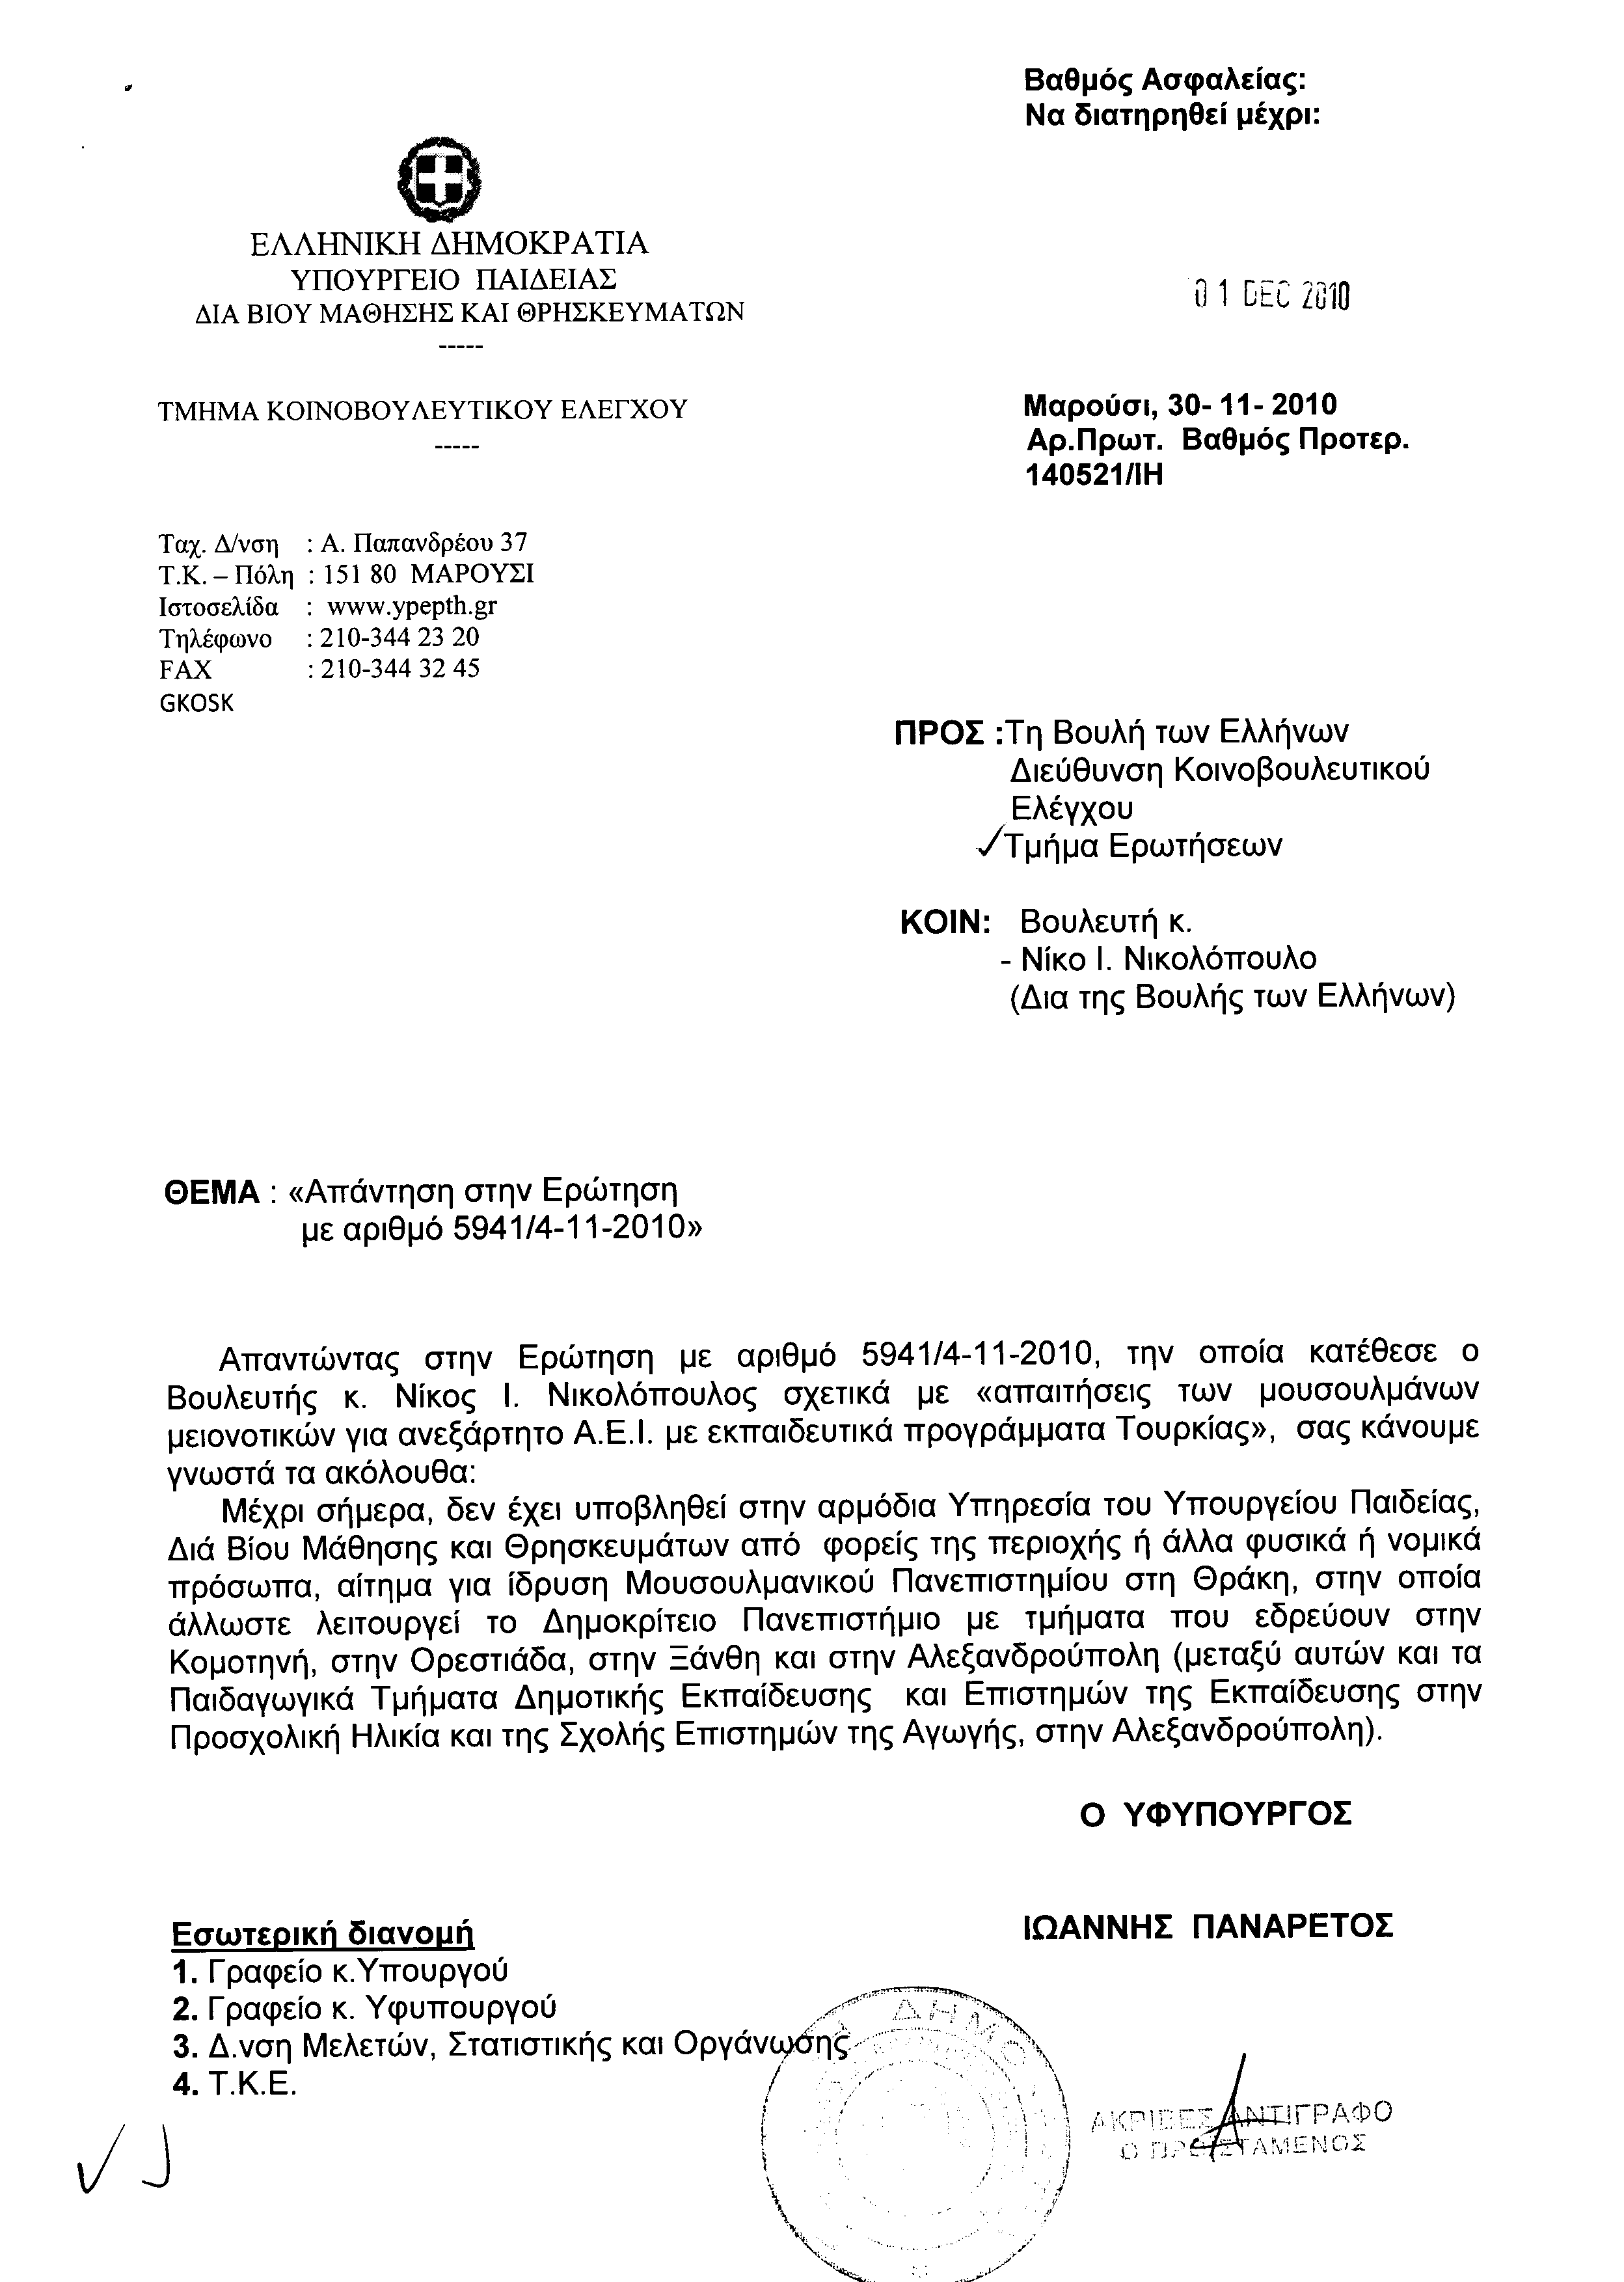 Βαθμός Ασφαλείας:
Να διατηρηθεί μέχρι:
ΕΛΛΗΝΙΚΗ ΔΗΜΟΚΡΑΤΙΑ
ΥΠΟΥΡΓΕΙΟ ΠΑΙΔΕΙΑΣ
ΔΙΑ ΒΙΟΥ ΜΑΘΗΣΗΣ ΚΑΙ ΘΡΗΣΚΕΥΜΑΤΩΝ
-----
01 DEC 2010
ΤΜΗΜΑ ΚΟΙΝΟΒΟΥΛΕΥΤΙΚΟΥ ΕΛΕΓΧΟΥ
-----
Μαρούσι, 30- 11- 2010
Αρ.Πρωτ. Βαθμός Προτερ.
140521/ΙΗ
Ταχ. Δ/νση : Α. Παπανδρέου 37
Τ.Κ. – Πόλη : 151 80 ΜΑΡΟΥΣΙ
Ιστοσελίδα : www.ypepth.gr
Τηλέφωνο : 210-344 23 20
FAX : 210-344 32 45
GKOSK
ΠΡΟΣ :Τη Βουλή των Ελλήνων
Διεύθυνση Κοινοβουλευτικού
Ελέγχου
✓Τμήμα Ερωτήσεων
ΚΟΙΝ: Βουλευτή κ.
- Νίκο Ι. Νικολόπουλο
(Δια της Βουλής των Ελλήνων)
ΘΕΜΑ : «Απάντηση στην Ερώτηση
με αριθμό 5941/4-11-2010»
Απαντώντας στην Ερώτηση με αριθμό 5941/4-11-2010, την οποία κατέθεσε ο
Βουλευτής κ. Νίκος Ι. Νικολόπουλος σχετικά με «απαιτήσεις των μουσουλμάνων
μειονοτικών για ανεξάρτητο Α.Ε.Ι. με εκπαιδευτικά προγράμματα Τουρκίας», σας κάνουμε
γνωστά τα ακόλουθα:
Μέχρι σήμερα, δεν έχει υποβληθεί στην αρμόδια Υπηρεσία του Υπουργείου Παιδείας,
Διά Βίου Μάθησης και Θρησκευμάτων από φορείς της περιοχής ή άλλα φυσικά ή νομικά
πρόσωπα, αίτημα για ίδρυση Μουσουλμανικού Πανεπιστημίου στη Θράκη, στην οποία
άλλωστε λειτουργεί το Δημοκρίτειο Πανεπιστήμιο με τμήματα που εδρεύουν στην
Κομοτηνή, στην Ορεστιάδα, στην Ξάνθη και στην Αλεξανδρούπολη (μεταξύ αυτών και τα
Παιδαγωγικά Τμήματα Δημοτικής Εκπαίδευσης και Επιστημών της Εκπαίδευσης στην
Προσχολική Ηλικία και της Σχολής Επιστημών της Αγωγής, στην Αλεξανδρούπολη).
Ο ΥΦΥΠΟΥΡΓΟΣ
ΙΩΑΝΝΗΣ ΠΑΝΑΡΕΤΟΣ
Εσωτερική διανομή
1. Γραφείο κ.Υπουργού
2. Γραφείο κ. Υφυπουργού
3. Δ.νση Μελετών, Στατιστικής και Οργάνωσης
4. Τ.Κ.Ε.
ΑΚΡΙΒΕΣ ΑΝΤΙΓΡΑΦΟ
Ο ΠΡΟΪΣΤΑΜΕΝΟΣ